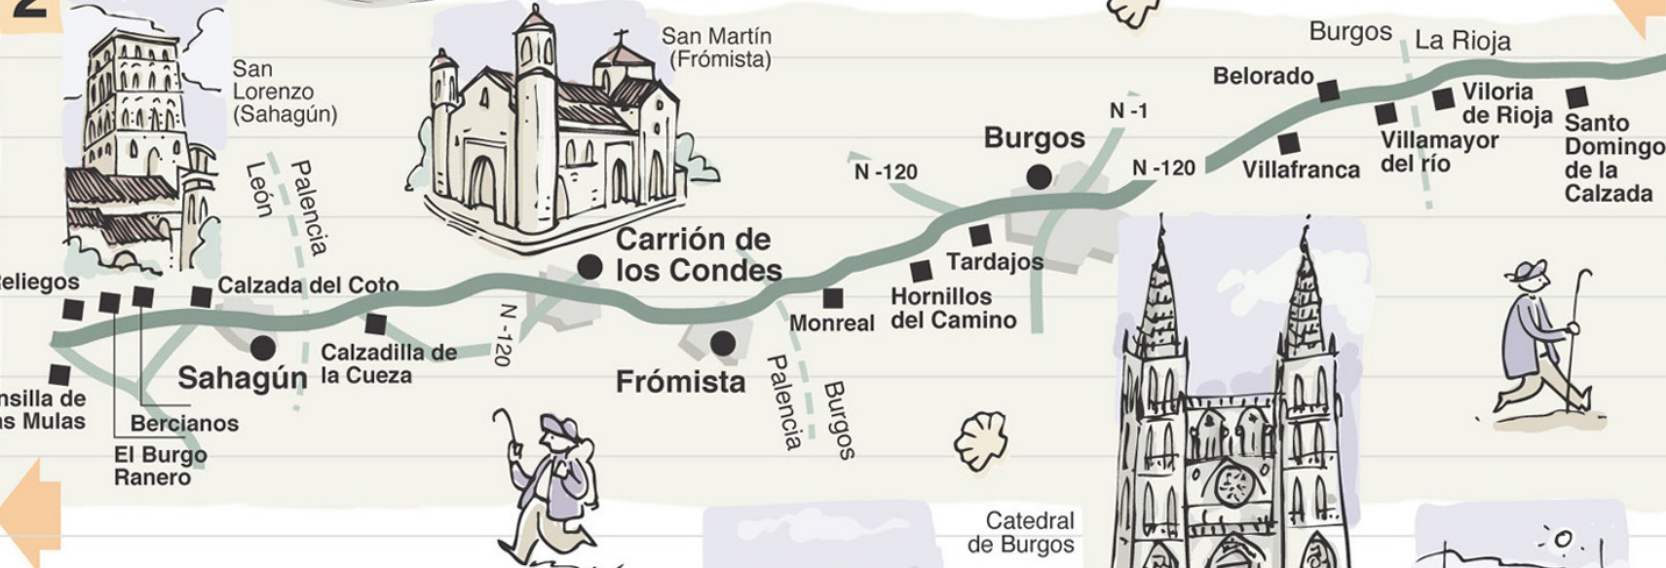 2
San
Lorenzo
(Sahagún)
San Martín
(Frómista)
Burgos
La Rioja
Belorado
Viloria
de Rioja
Santo
Domingo
de la
Calzada
Villamayor
del río
Villafranca
N -1
Burgos
N -120
N -120
León
Palencia
Carrión de
los Condes
Tardajos
Hornillos
del Camino
Monreal
eliegos
Calzada del Coto
N -120
Calzadilla de
la Cueza
Sahagún
Frómista
Palencia
Burgos
nsilla de
as Mulas
Bercianos
El Burgo
Ranero
Catedral
de Burgos